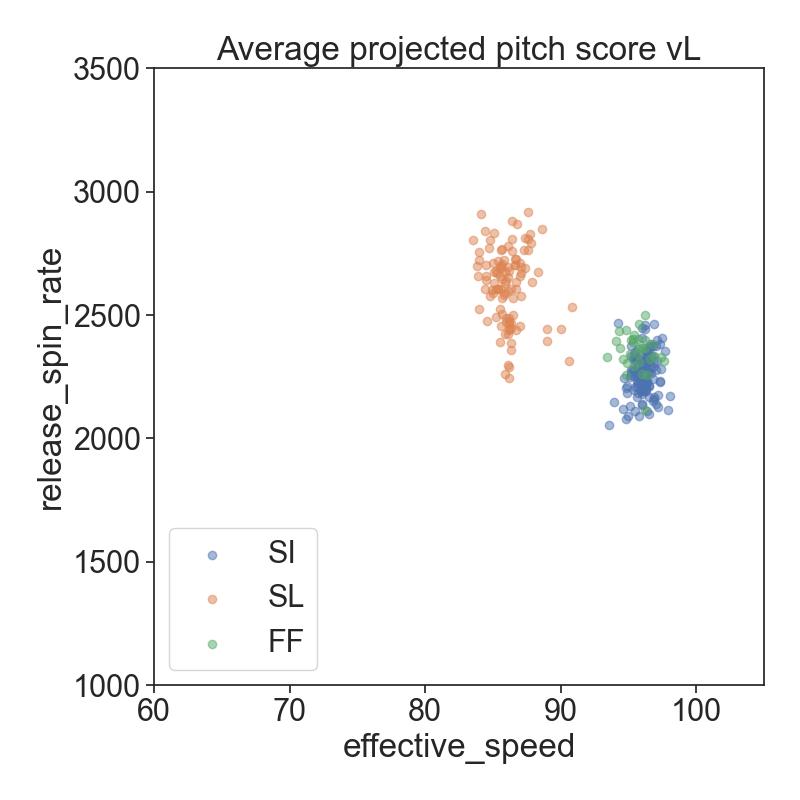 Average projected pitch score vL
3500
3000
2500
2000
1500
1000
release_spin_rate
SI
SL
FF
60 70 80 90 100
effective_speed